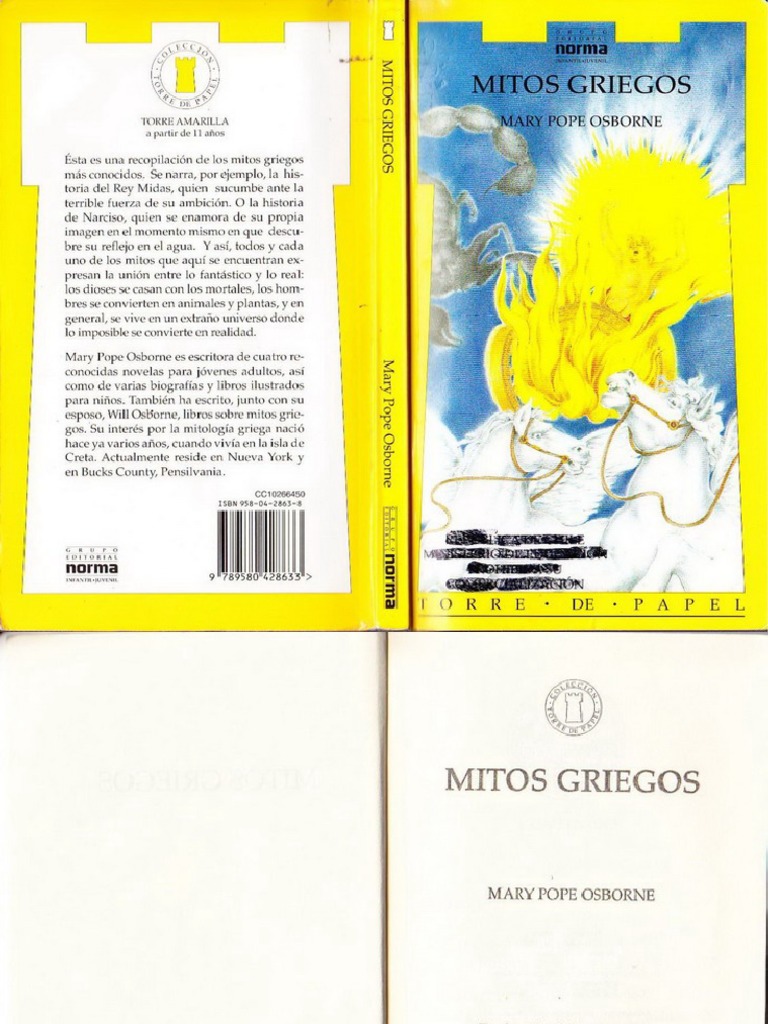 COLECCIÓN
TORRE DE PAPEL
TORRE AMARILLA
a partir de 11 años
Ésta es una recopilación de los mitos griegos
más conocidos. Se narra, por ejemplo, la his-
toria del Rey Midas, quien sucumbe ante la
terrible fuerza de su ambición. O la historia
de Narciso, quien se enamora de su propia
imagen en el momento mismo en que descu-
bre su reflejo en el agua. Y así, todos y cada
uno de los mitos que aquí se encuentran ex-
presan la unión entre lo fantástico y lo real:
los dioses se casan con los mortales, los hom-
bres se convierten en animales y plantas, y en
general, se vive en un extraño universo donde
lo imposible se convierte en realidad.
Mary Pope Osborne es escritora de cuatro re-
conocidas novelas para jóvenes adultos, así
como de varias biografías y libros ilustrados
para niños. También ha escrito, junto con su
esposo, Will Osborne, libros sobre mitos grie-
gos. Su interés por la mitología griega nació
hace ya varios años, cuando vivía en la isla de
Creta. Actualmente reside en Nueva York y
en Bucks County, Pensilvania.
CC10266450
ISBN 958-04-2863-8
9 789580 428633 >
GRUPO
EDITORIAL
norma
INFANTIL•JUVENIL
MITOS GRIEGOS
Mary Pope Osborne
GRUPO
EDITORIAL
norma
GRUPO
EDITORIAL
norma
INFANTIL•JUVENIL
MITOS GRIEGOS
MARY POPE OSBORNE
COMERCIALIZACIÓN
TORRE • DE • PAPEL
COLECCIÓN
TORRE DE PAPEL
MITOS GRIEGOS
MARY POPE OSBORNE